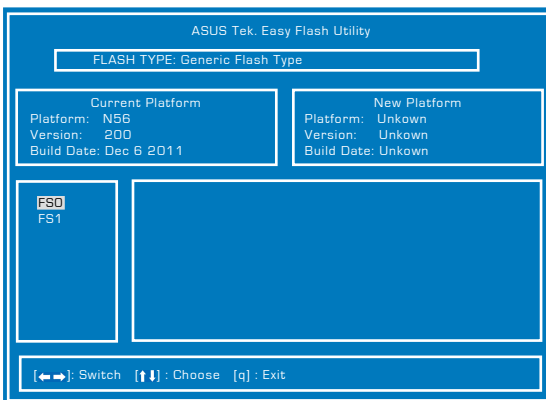 ASUS Tek. Easy Flash Utility
FLASH TYPE: Generic Flash Type
Current Platform
Platform: N56
Version: 200
Build Date: Dec 6 2011
New Platform
Platform: Unkown
Version: Unkown
Build Date: Unkown
FS0
FS1
[←→]: Switch [↑↓] : Choose [q] : Exit